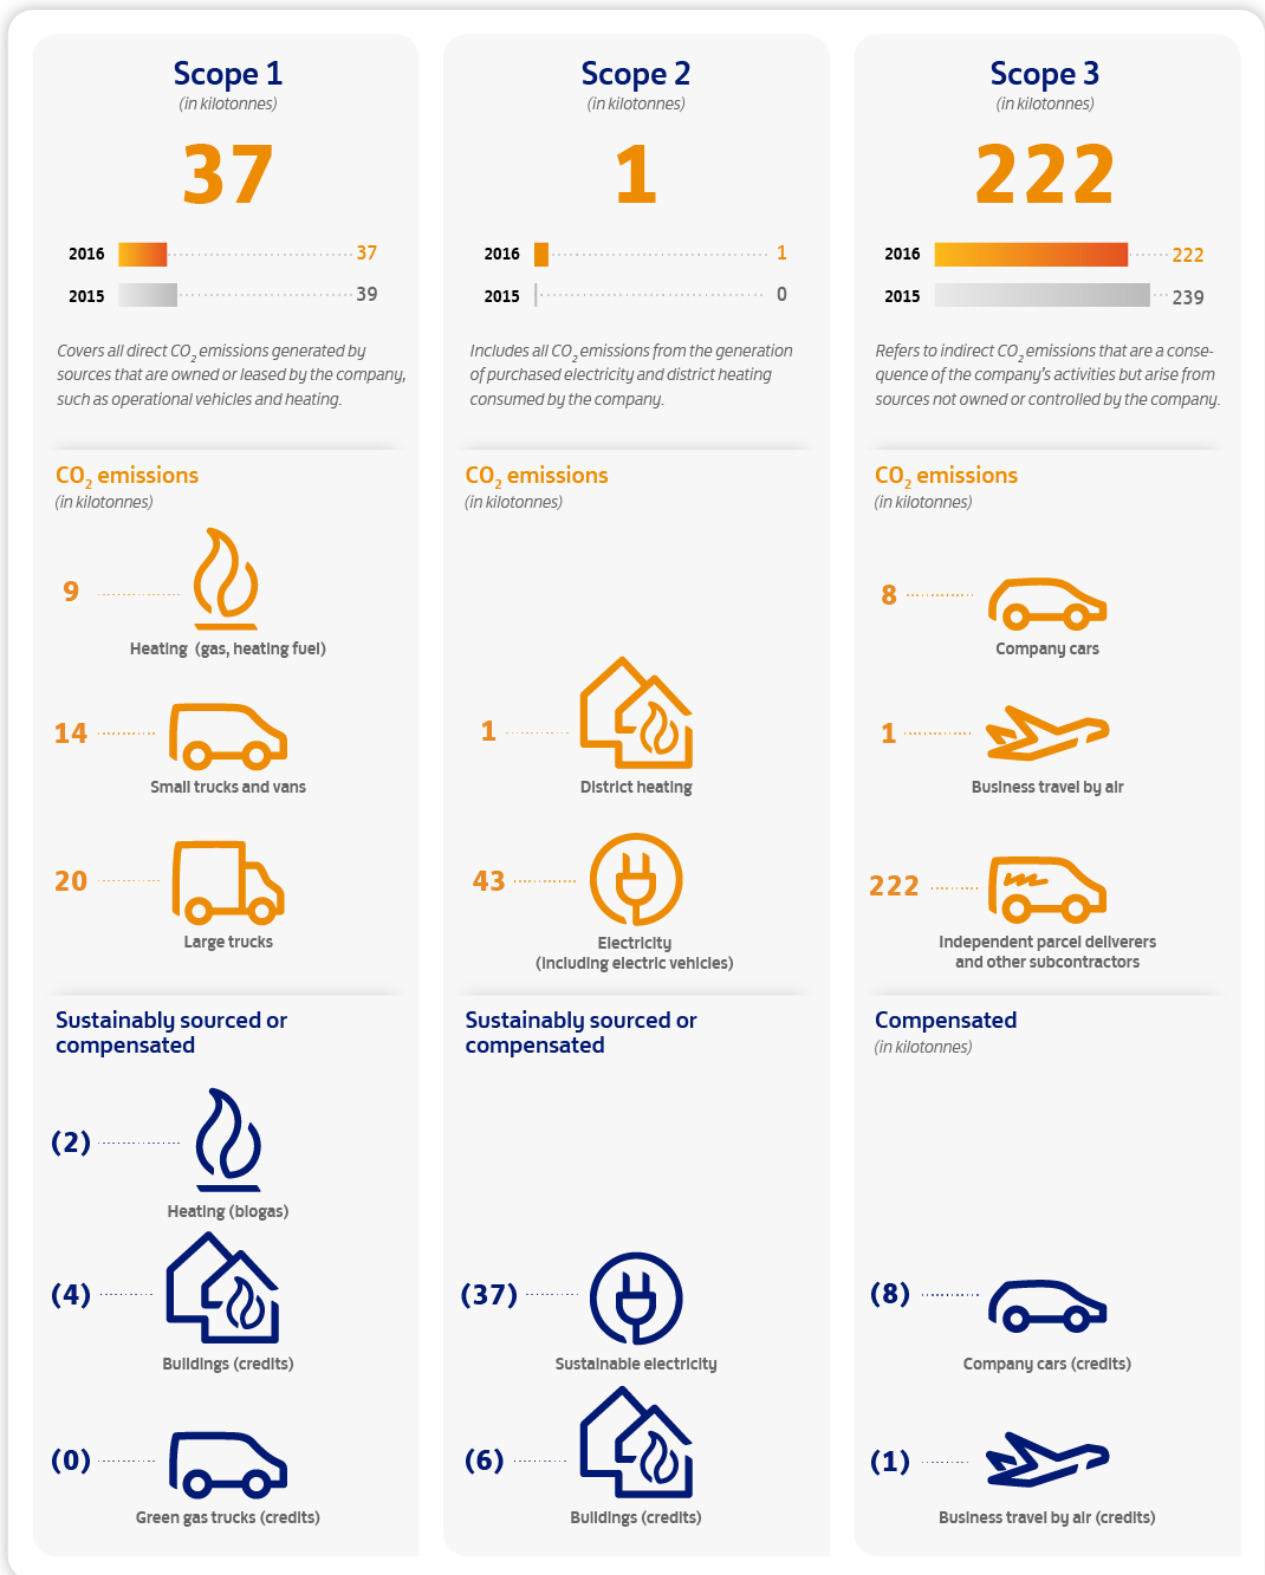 Scope 1
(in kilotonnes)
37
2016 37
2015 39
Covers all direct CO2 emissions generated by
sources that are owned or leased by the company,
such as operational vehicles and heating.
CO2 emissions
(in kilotonnes)
9
Heating (gas, heating fuel)
14
Small trucks and vans
20
Large trucks
Sustainably sourced or
compensated
(2)
Heating (biogas)
(4)
Buildings (credits)
(0)
Green gas trucks (credits)
Scope 2
(in kilotonnes)
1
2016 1
2015 0
Includes all CO2 emissions from the generation
of purchased electricity and district heating
consumed by the company.
CO2 emissions
(in kilotonnes)
1
District heating
43
Electricity
(including electric vehicles)
Sustainably sourced or
compensated
(37)
Sustainable electricity
(6)
Buildings (credits)
Scope 3
(in kilotonnes)
222
2016 222
2015 239
Refers to indirect CO2 emissions that are a conse-
quence of the company's activities but arise from
sources not owned or controlled by the company.
CO2 emissions
(in kilotonnes)
8
Company cars
1
Business travel by air
222
Independent parcel deliverers
and other subcontractors
Compensated
(in kilotonnes)
(8)
Company cars (credits)
(1)
Business travel by air (credits)